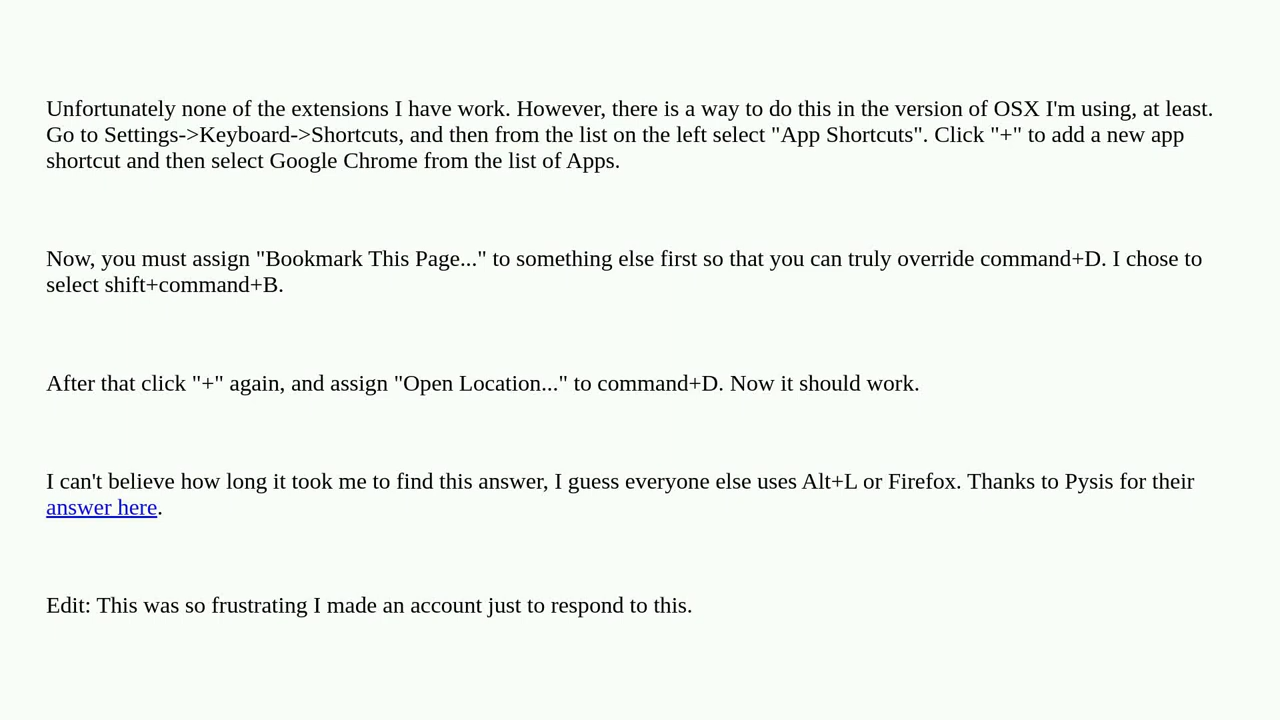 Unfortunately none of the extensions I have work. However, there is a way to do this in the version of OSX I'm using, at least.
Go to Settings->Keyboard->Shortcuts, and then from the list on the left select "App Shortcuts". Click "+" to add a new app
shortcut and then select Google Chrome from the list of Apps.
Now, you must assign "Bookmark This Page..." to something else first so that you can truly override command+D. I chose to
select shift+command+B.
After that click "+" again, and assign "Open Location..." to command+D. Now it should work.
I can't believe how long it took me to find this answer, I guess everyone else uses Alt+L or Firefox. Thanks to Pysis for their
answer here.
Edit: This was so frustrating I made an account just to respond to this.